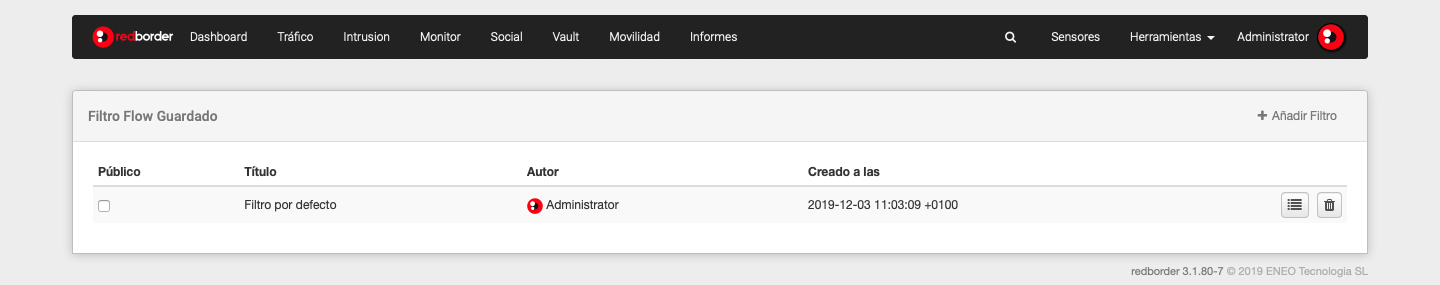 redborder Dashboard Tráfico Intrusion Monitor Social Vault Movilidad Informes Sensores Herramientas Administrator
Filtro Flow Guardado Añadir Filtro
Público Título Autor Creado a las
Filtro por defecto Administrator 2019-12-03 11:03:09 +0100
redborder 3.1.80-7 © 2019 ENEO Tecnologia SL